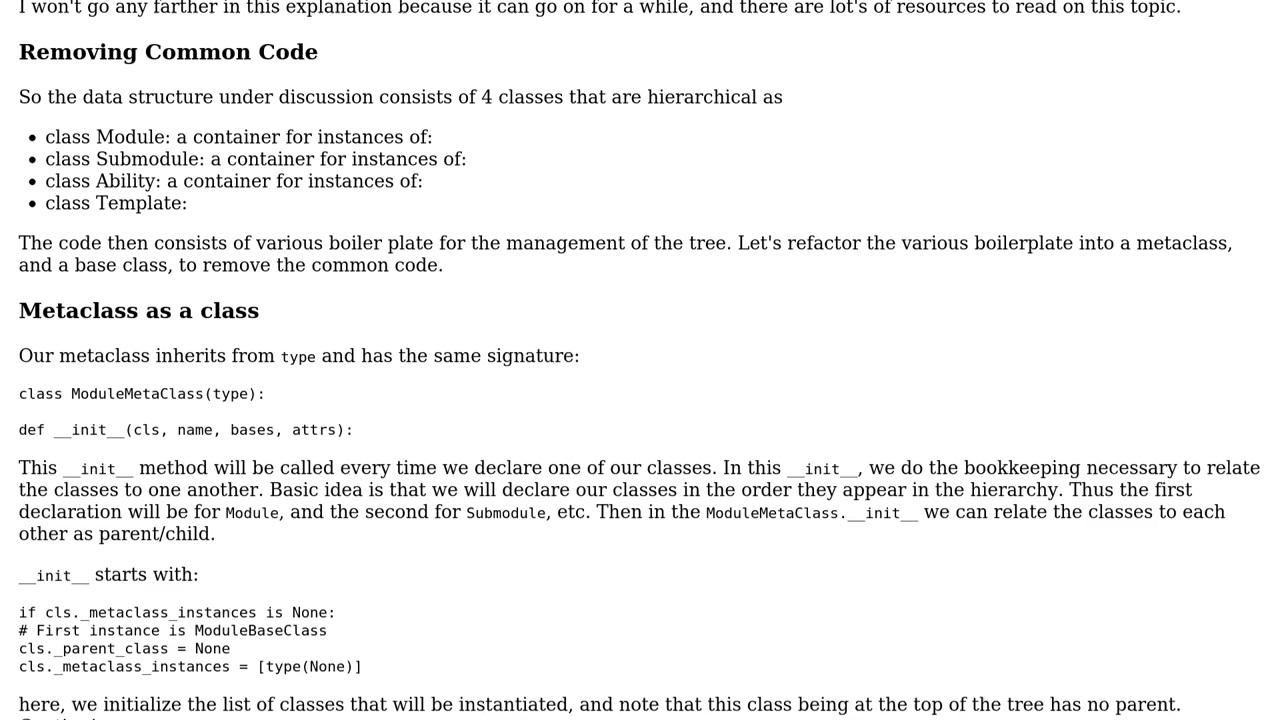 I won't go any farther in this explanation because it can go on for a while, and there are lot's of resources to read on this topic.
Removing Common Code
So the data structure under discussion consists of 4 classes that are hierarchical as
• class Module: a container for instances of:
• class Submodule: a container for instances of:
• class Ability: a container for instances of:
• class Template:
The code then consists of various boiler plate for the management of the tree. Let's refactor the various boilerplate into a metaclass,
and a base class, to remove the common code.
Metaclass as a class
Our metaclass inherits from type and has the same signature:
class ModuleMetaClass(type):
def __init__(cls, name, bases, attrs):
This __init__ method will be called every time we declare one of our classes. In this __init__, we do the bookkeeping necessary to relate
the classes to one another. Basic idea is that we will declare our classes in the order they appear in the hierarchy. Thus the first
declaration will be for Module, and the second for Submodule, etc. Then in the ModuleMetaClass.__init__ we can relate the classes to each
other as parent/child.
__init__ starts with:
if cls._metaclass_instances is None:
# First instance is ModuleBaseClass
cls._parent_class = None
cls._metaclass_instances = [type(None)]
here, we initialize the list of classes that will be instantiated, and note that this class being at the top of the tree has no parent.